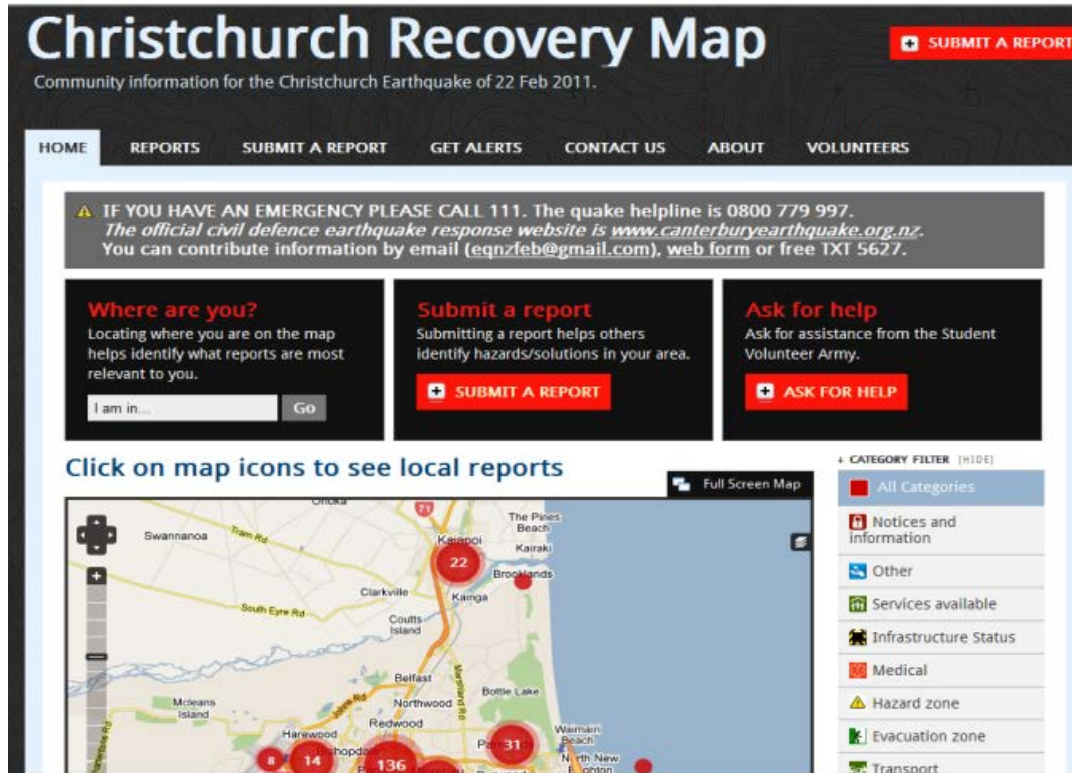 Christchurch Recovery Map
SUBMIT A REPORT
Community information for the Christchurch Earthquake of 22 Feb 2011.
HOME
REPORTS
SUBMIT A REPORT
GET ALERTS
CONTACT US
ABOUT
VOLUNTEERS
IF YOU HAVE AN EMERGENCY PLEASE CALL 111. The quake helpline is 0800 779 997.
The official civil defence earthquake response website is www.canterburyearthquake.org.nz.
You can contribute information by email (eqnzfeb@gmail.com), web form or free TXT 5627.
Where are you?
Locating where you are on the map
helps identify what reports are most
relevant to you.
I am in...
Go
Submit a report
Submitting a report helps others
identify hazards/solutions in your area.
SUBMIT A REPORT
Ask for help
Ask for assistance from the Student
Volunteer Army.
ASK FOR HELP
Click on map icons to see local reports
Full Screen Map
CATEGORY FILTER [HIDE]
All Categories
Notices and
information
Other
Services available
Infrastructure Status
Medical
Hazard zone
Evacuation zone
Transport
71
The Pines
Beach
Swannanoa
Tram Rd
Kaiapoi
Kairaki
22
Brooklands
Clarkville
Kainga
South Eyre Rd
Coutts
Island
Belfast
Marshland Rd
Bottle Lake
Mcleans
Island
Johns Rd
Northwood
Redwood
Waimairi
Beach
Harewood
31
8
14
136
North New